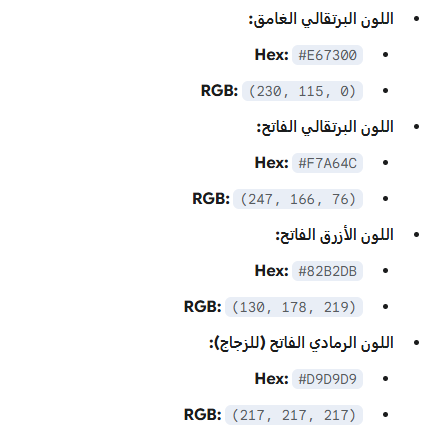 اللون البرتقالي الغامق:
Hex: #E67300
RGB: (230, 115, 0)
اللون البرتقالي الفاتح:
Hex: #F7A64C
RGB: (247, 166, 76)
اللون الأزرق الفاتح:
Hex: #82B2DB
RGB: (130, 178, 219)
اللون الرمادي الفاتح (للزجاج):
Hex: #D9D9D9
RGB: (217, 217, 217)